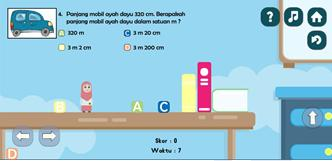 4. Panjang mobil ayah dayu 320 cm. Berapakah
panjang mobil ayah dayu dalam satuan m ?
A 320 m
C 3 m 20 cm
B 3 m 2 cm
D 3 m 200 cm
?
B
A
C
D
Skor : 0
Waktu : 7